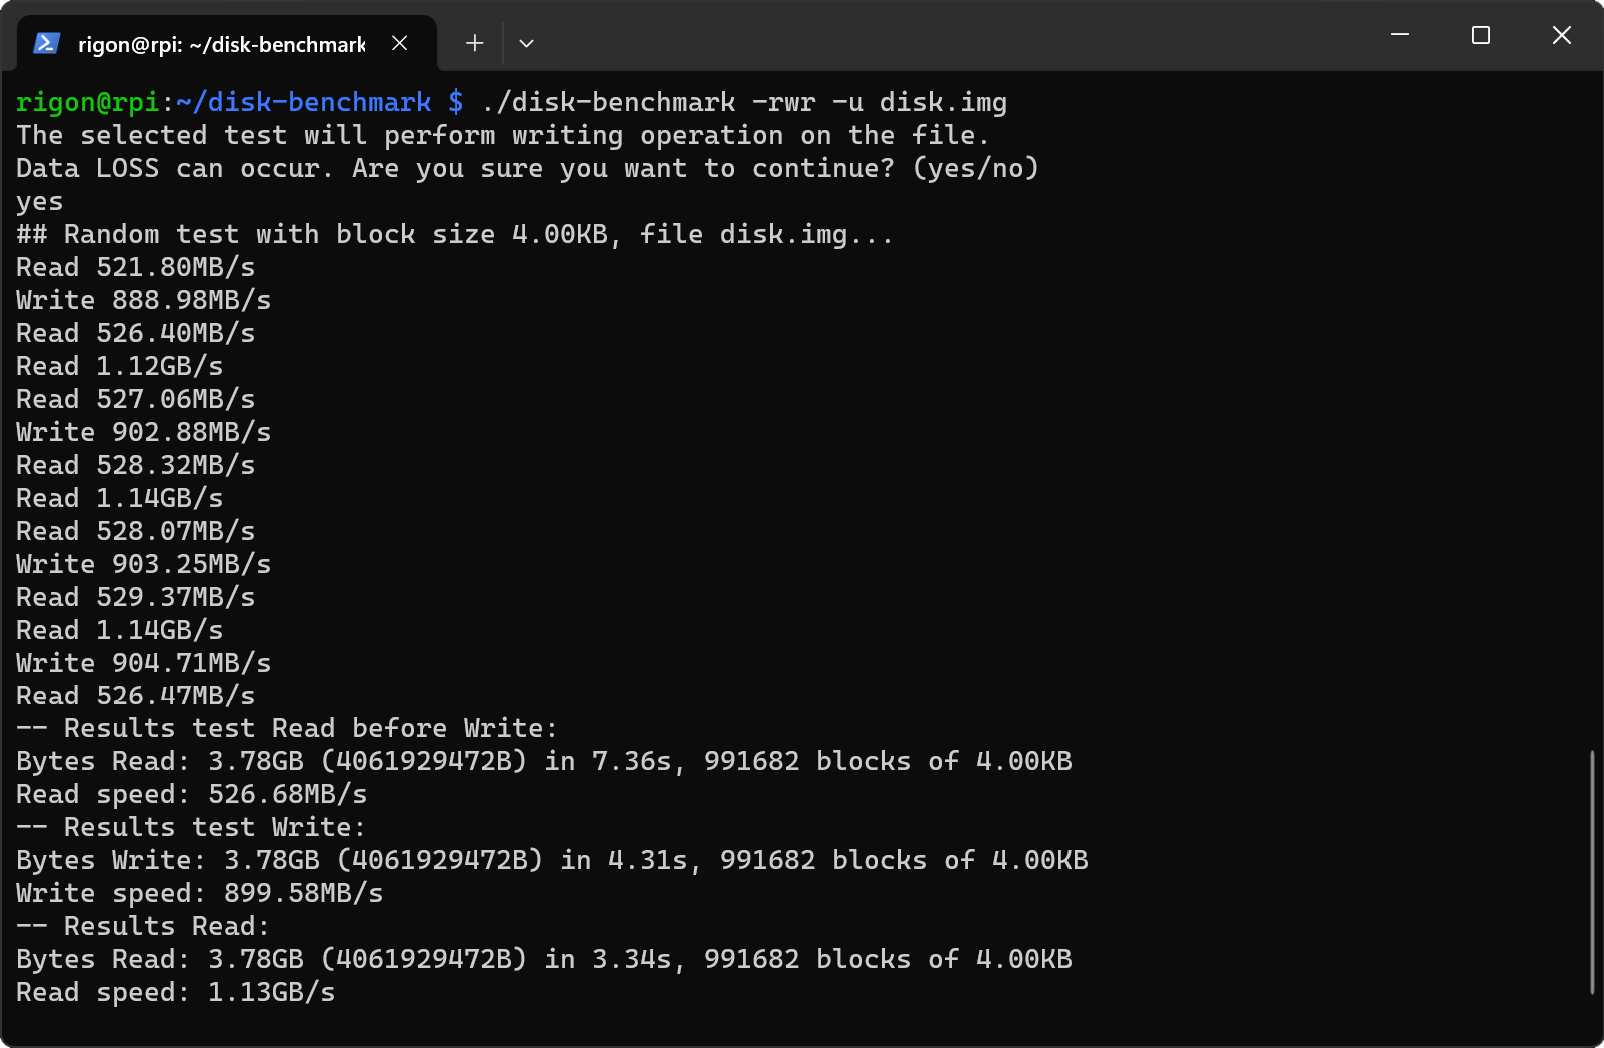 rigon@rpi: ~/disk-benchmark
rigon@rpi:~/disk-benchmark $ ./disk-benchmark -rwr -u disk.img
The selected test will perform writing operation on the file.
Data LOSS can occur. Are you sure you want to continue? (yes/no)
yes
## Random test with block size 4.00KB, file disk.img...
Read 521.80MB/s
Write 888.98MB/s
Read 526.40MB/s
Read 1.12GB/s
Read 527.06MB/s
Write 902.88MB/s
Read 528.32MB/s
Read 1.14GB/s
Read 528.07MB/s
Write 903.25MB/s
Read 529.37MB/s
Read 1.14GB/s
Write 904.71MB/s
Read 526.47MB/s
-- Results test Read before Write:
Bytes Read: 3.78GB (4061929472B) in 7.36s, 991682 blocks of 4.00KB
Read speed: 526.68MB/s
-- Results test Write:
Bytes Write: 3.78GB (4061929472B) in 4.31s, 991682 blocks of 4.00KB
Write speed: 899.58MB/s
-- Results Read:
Bytes Read: 3.78GB (4061929472B) in 3.34s, 991682 blocks of 4.00KB
Read speed: 1.13GB/s